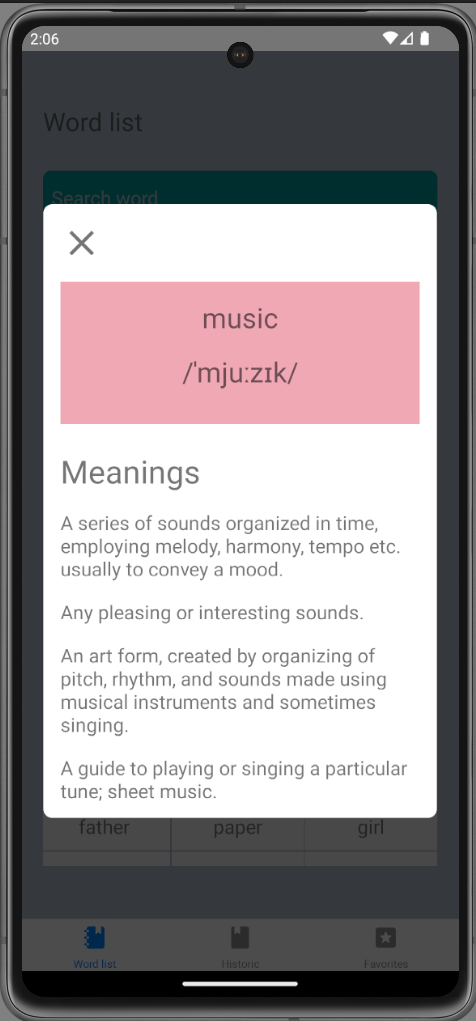 2:06
Word list
Search word
music
/ˈmjuːzɪk/
Meanings
A series of sounds organized in time,
employing melody, harmony, tempo etc.
usually to convey a mood.
Any pleasing or interesting sounds.
An art form, created by organizing of
pitch, rhythm, and sounds made using
musical instruments and sometimes
singing.
A guide to playing or singing a particular
tune; sheet music.
father paper girl
Word list Historic Favorites